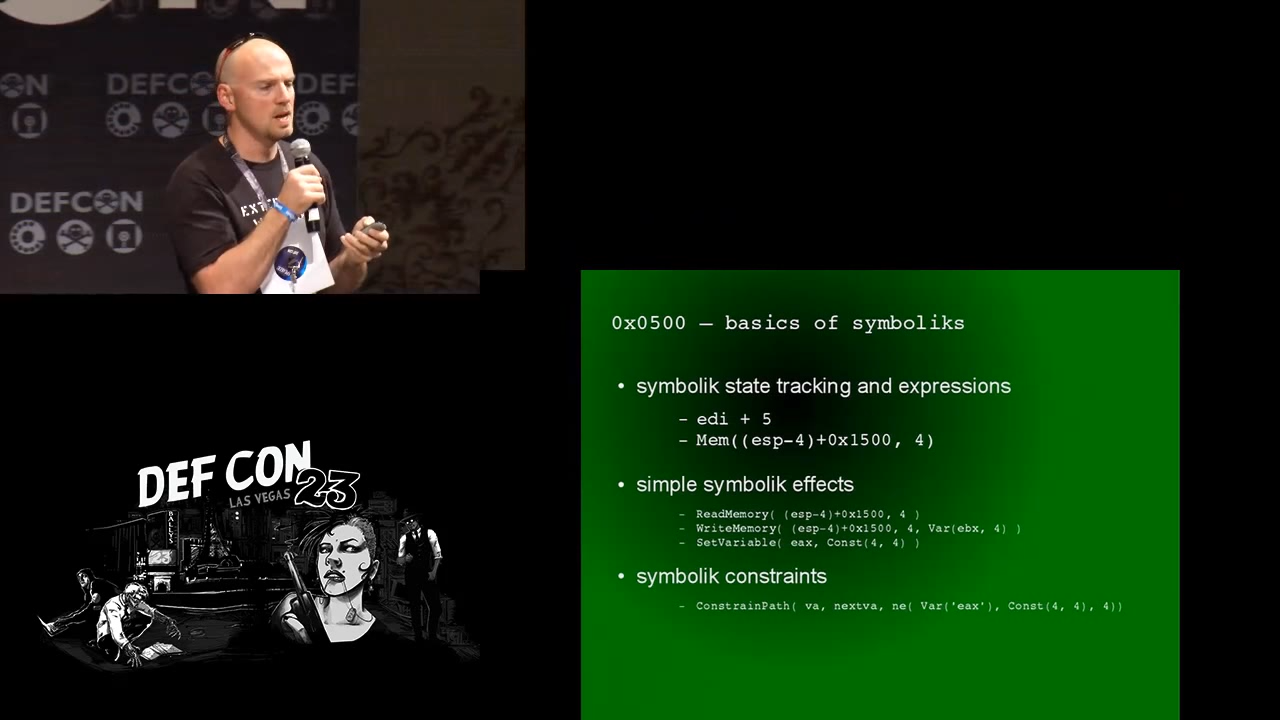 DEFCON
DEFCON
DEF
DEFCON
EXT
DEF CON
LAS VEGAS 23
BALLYS
0x0500 – basics of symboliks
• symbolik state tracking and expressions
– edi + 5
– Mem((esp-4)+0x1500, 4)
• simple symbolik effects
– ReadMemory( (esp-4)+0x1500, 4 )
– WriteMemory( (esp-4)+0x1500, 4, Var(ebx, 4) )
– SetVariable( eax, Const(4, 4) )
• symbolik constraints
– ConstrainPath( va, nextva, ne( Var('eax'), Const(4, 4), 4))